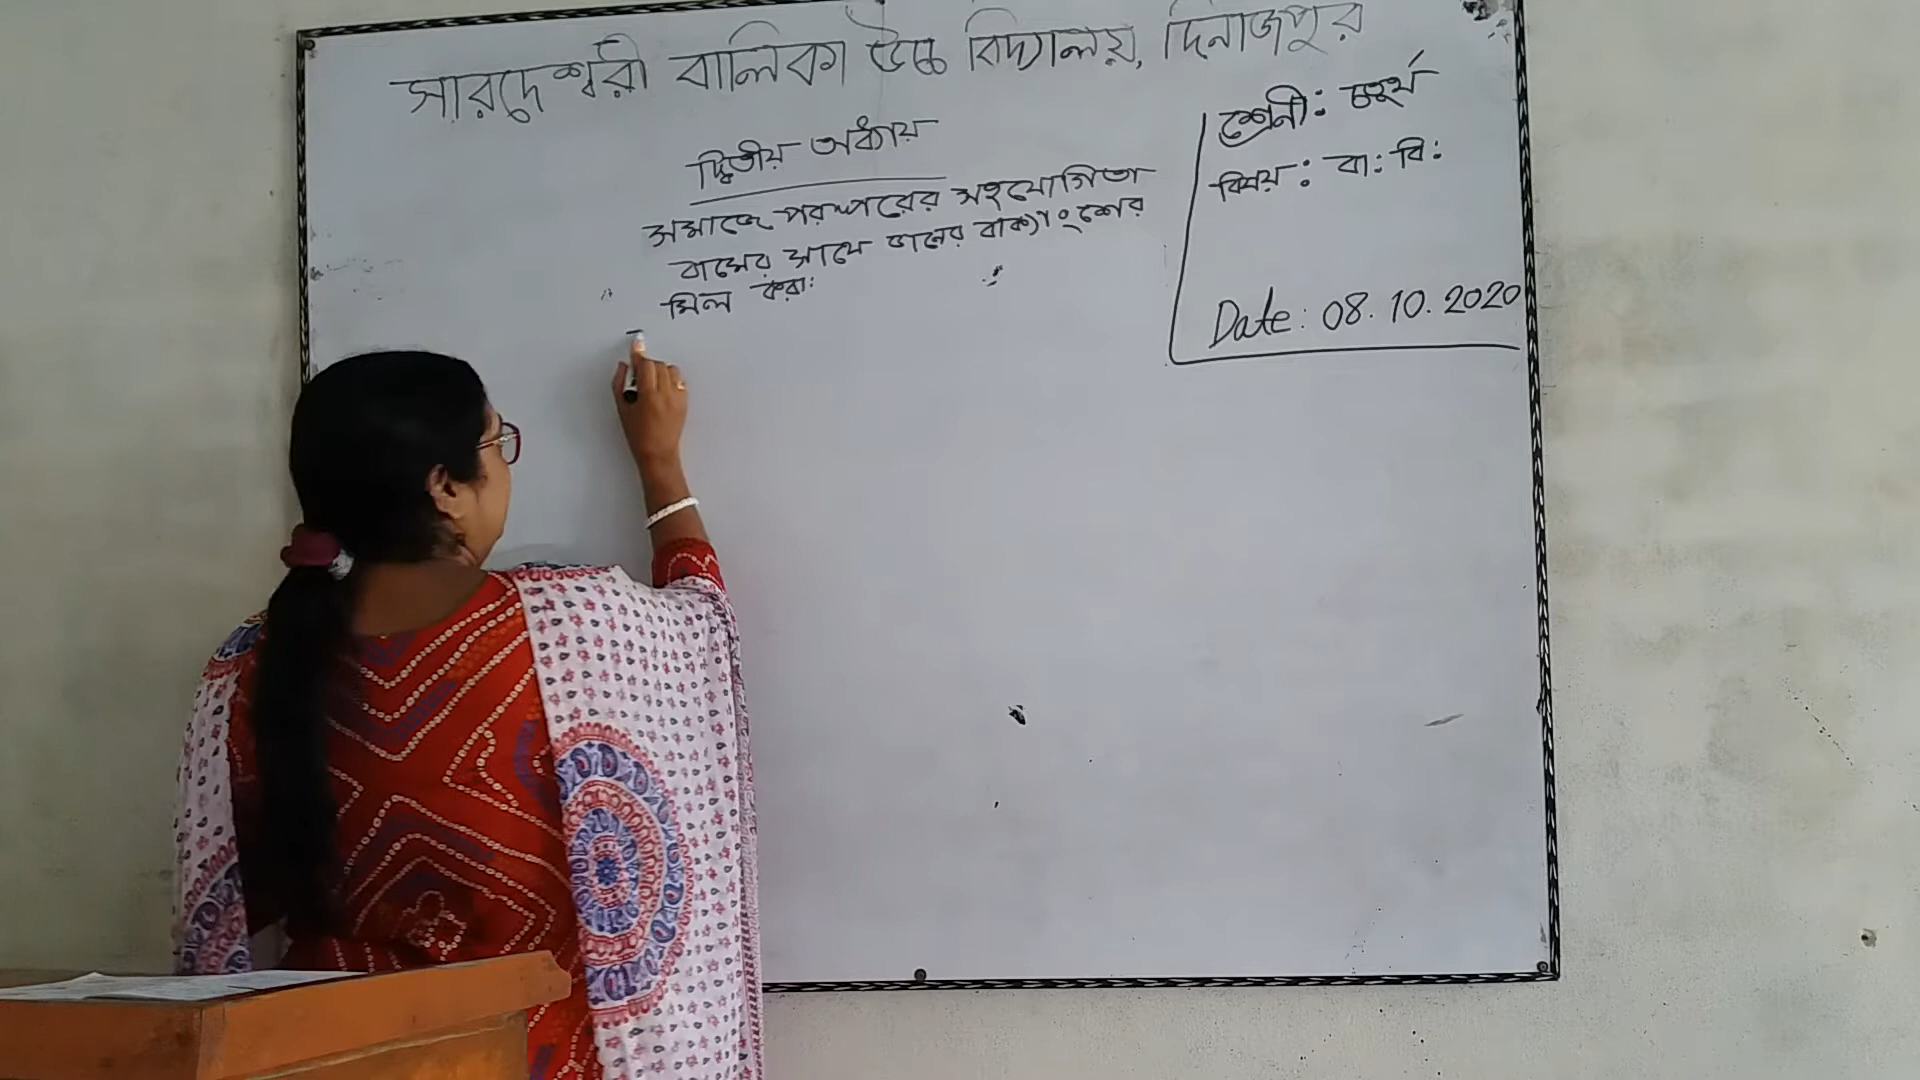 সারদেশ্বরী বালিকা উচ্চ বিদ্যালয়, দিনাজপুর
দ্বিতীয় অধ্যায়
সমাজে পরস্পরের সহযোগিতা
বামের সাথে ডানের বাক্যাংশের
মিল করা:
শ্রেনী: চতুর্থ
বিষয়: বা: বি:
Date: 08.10.2020